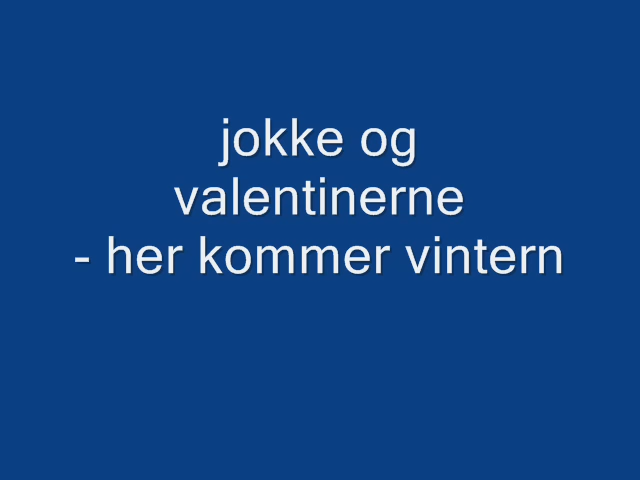 jokke og
valentinerne
- her kommer vintern